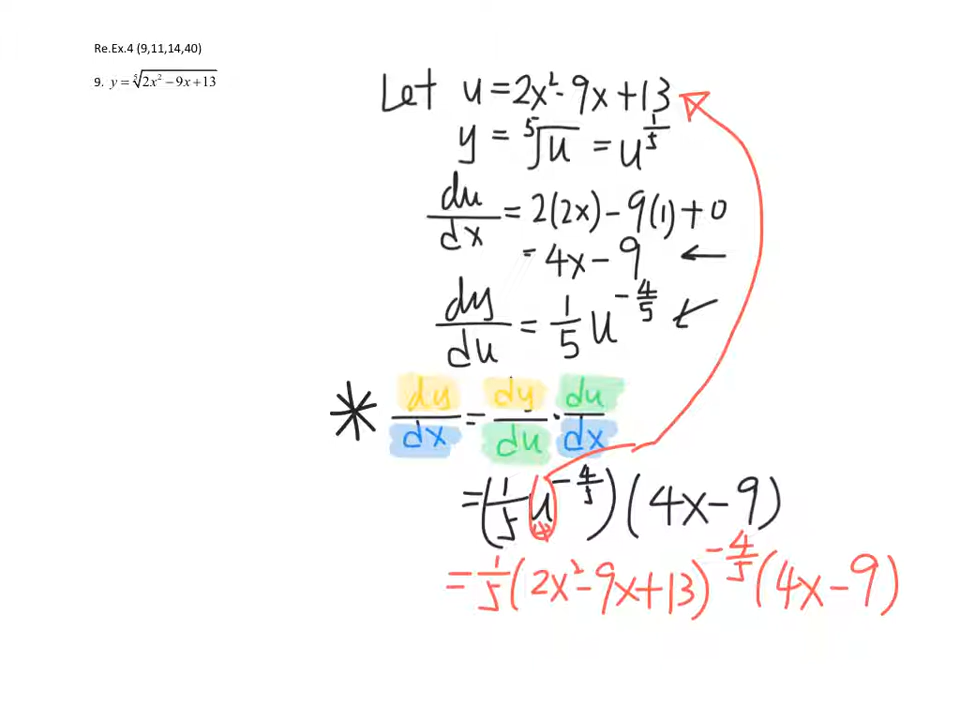 Re.Ex.4 (9,11,14,40)
9. y = ⁵√(2x² − 9x + 13)
Let u = 2x² - 9x + 13
y = ⁵√u = u^(1/5)
du/dx = 2(2x) - 9(1) + 0
= 4x - 9 ←
dy/du = 1/5 u^(-4/5) ←
* dy/dx = dy/du · du/dx
= (1/5 u^(-4/5)) (4x - 9)
= 1/5 (2x² - 9x + 13)^(-4/5) (4x - 9)